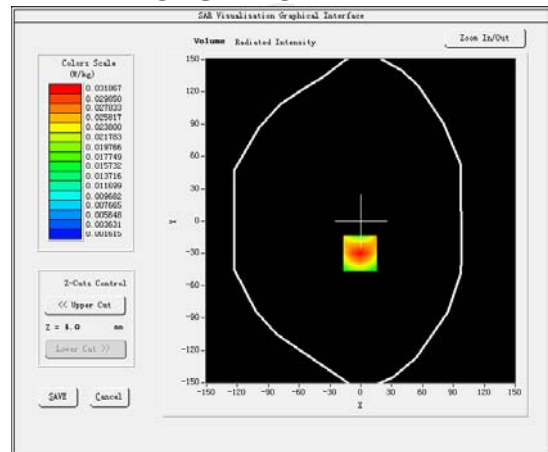 SAR Visualisation Graphical Interface
Volume Radiated Intensity
Zoom In/Out
Colors Scale
(W/kg)
0.031867
0.029850
0.027833
0.025817
0.023800
0.021783
0.019766
0.017749
0.015732
0.013716
0.011699
0.009682
0.007665
0.005648
0.003631
0.001615
150
120
90
60
30
0
-30
-60
-90
-120
-150
Y
-150 -120 -90 -60 -30 0 30 60 90 120 150
X
Z-Cuts Control
<< Upper Cut
Z = 4.0 mm
Lower Cut >>
SAVE
Cancel